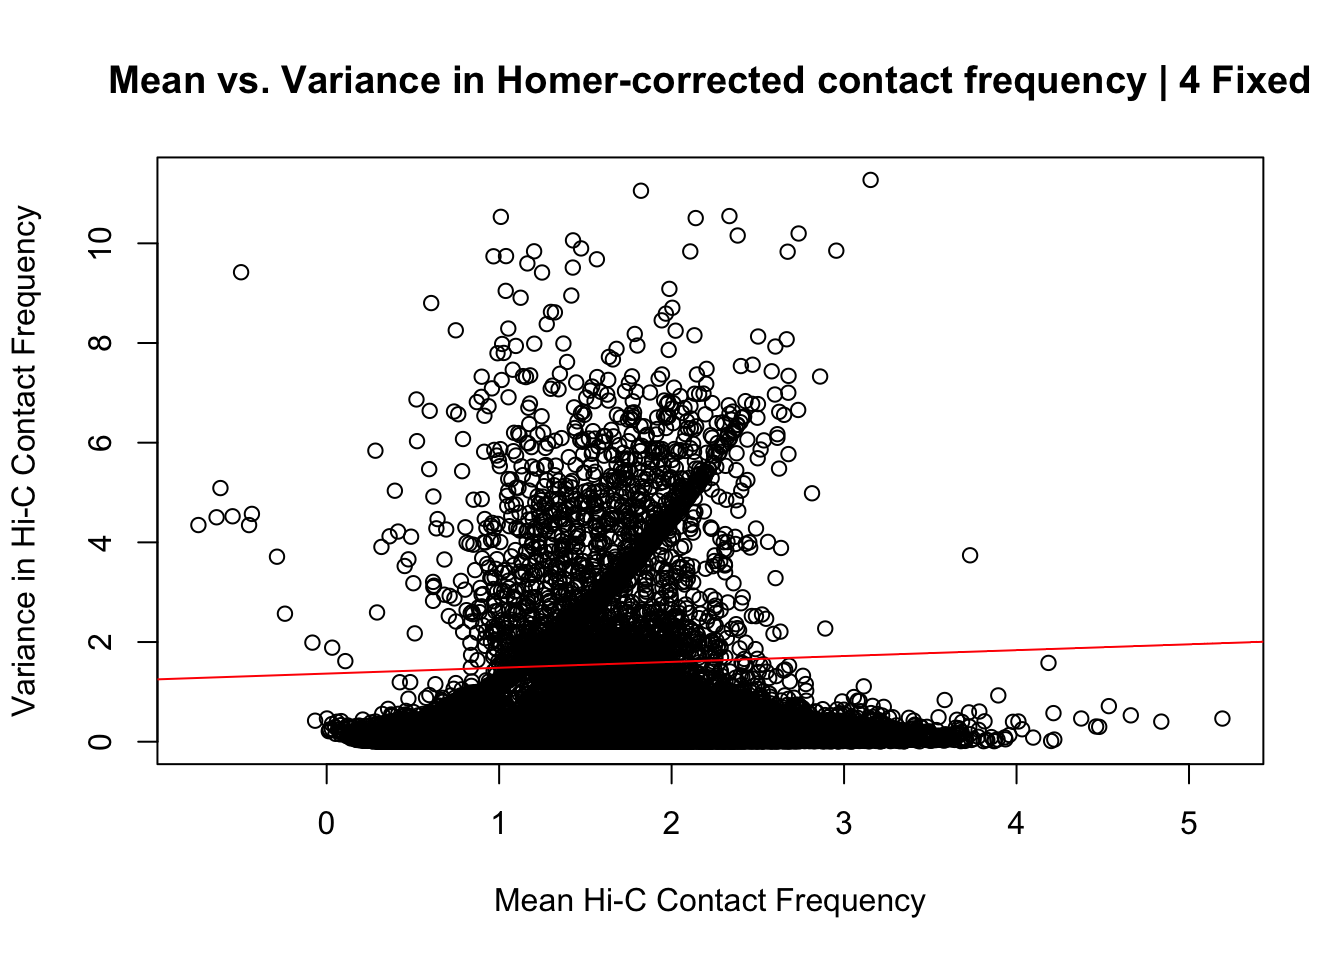 Mean vs. Variance in Homer-corrected contact frequency | 4 Fixed
Variance in Hi-C Contact Frequency
10
8
6
4
2
0
0 1 2 3 4 5
Mean Hi-C Contact Frequency